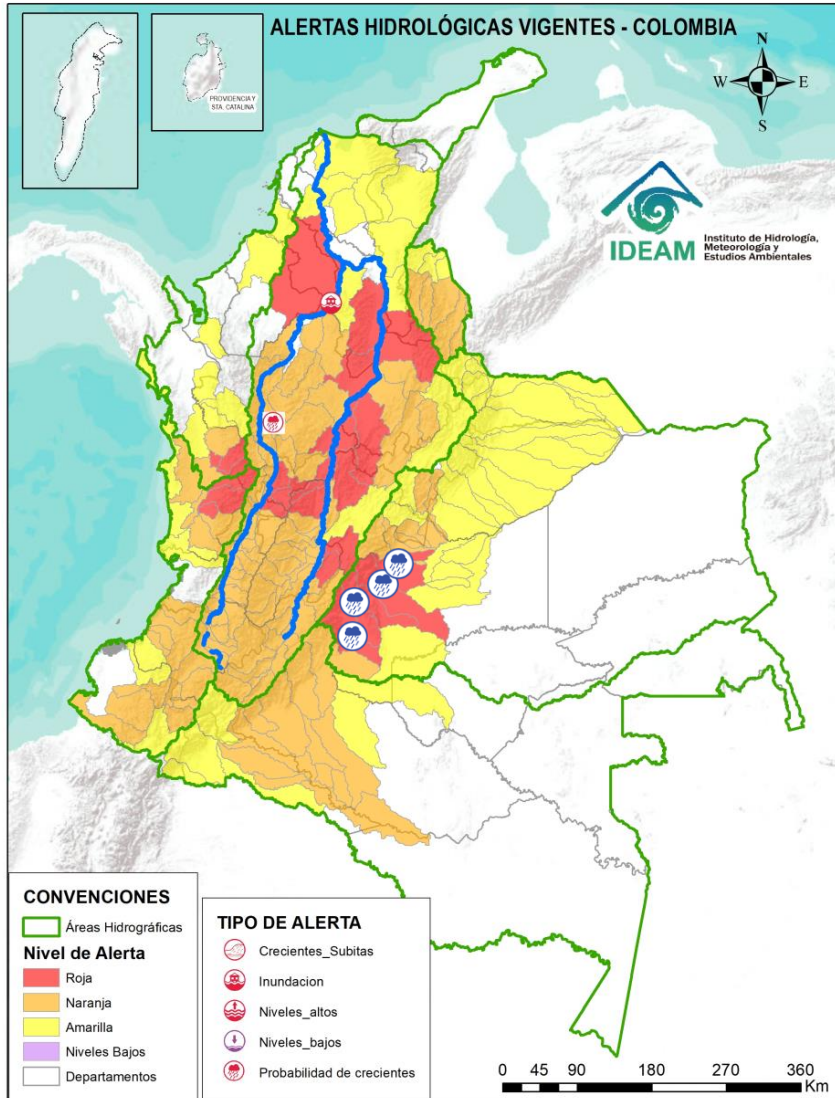 ALERTAS HIDROLÓGICAS VIGENTES - COLOMBIA
PROVIDENCIA Y
STA. CATALINA
N
W
E
S
IDEAM
Instituto de Hidrología,
Meteorología y
Estudios Ambientales
CONVENCIONES
Áreas Hidrográficas
Nivel de Alerta
Roja
Naranja
Amarilla
Niveles Bajos
Departamentos
TIPO DE ALERTA
Crecientes_Subitas
Inundacion
Niveles_altos
Niveles_bajos
Probabilidad de crecientes
0 45 90 180 270 360
Km